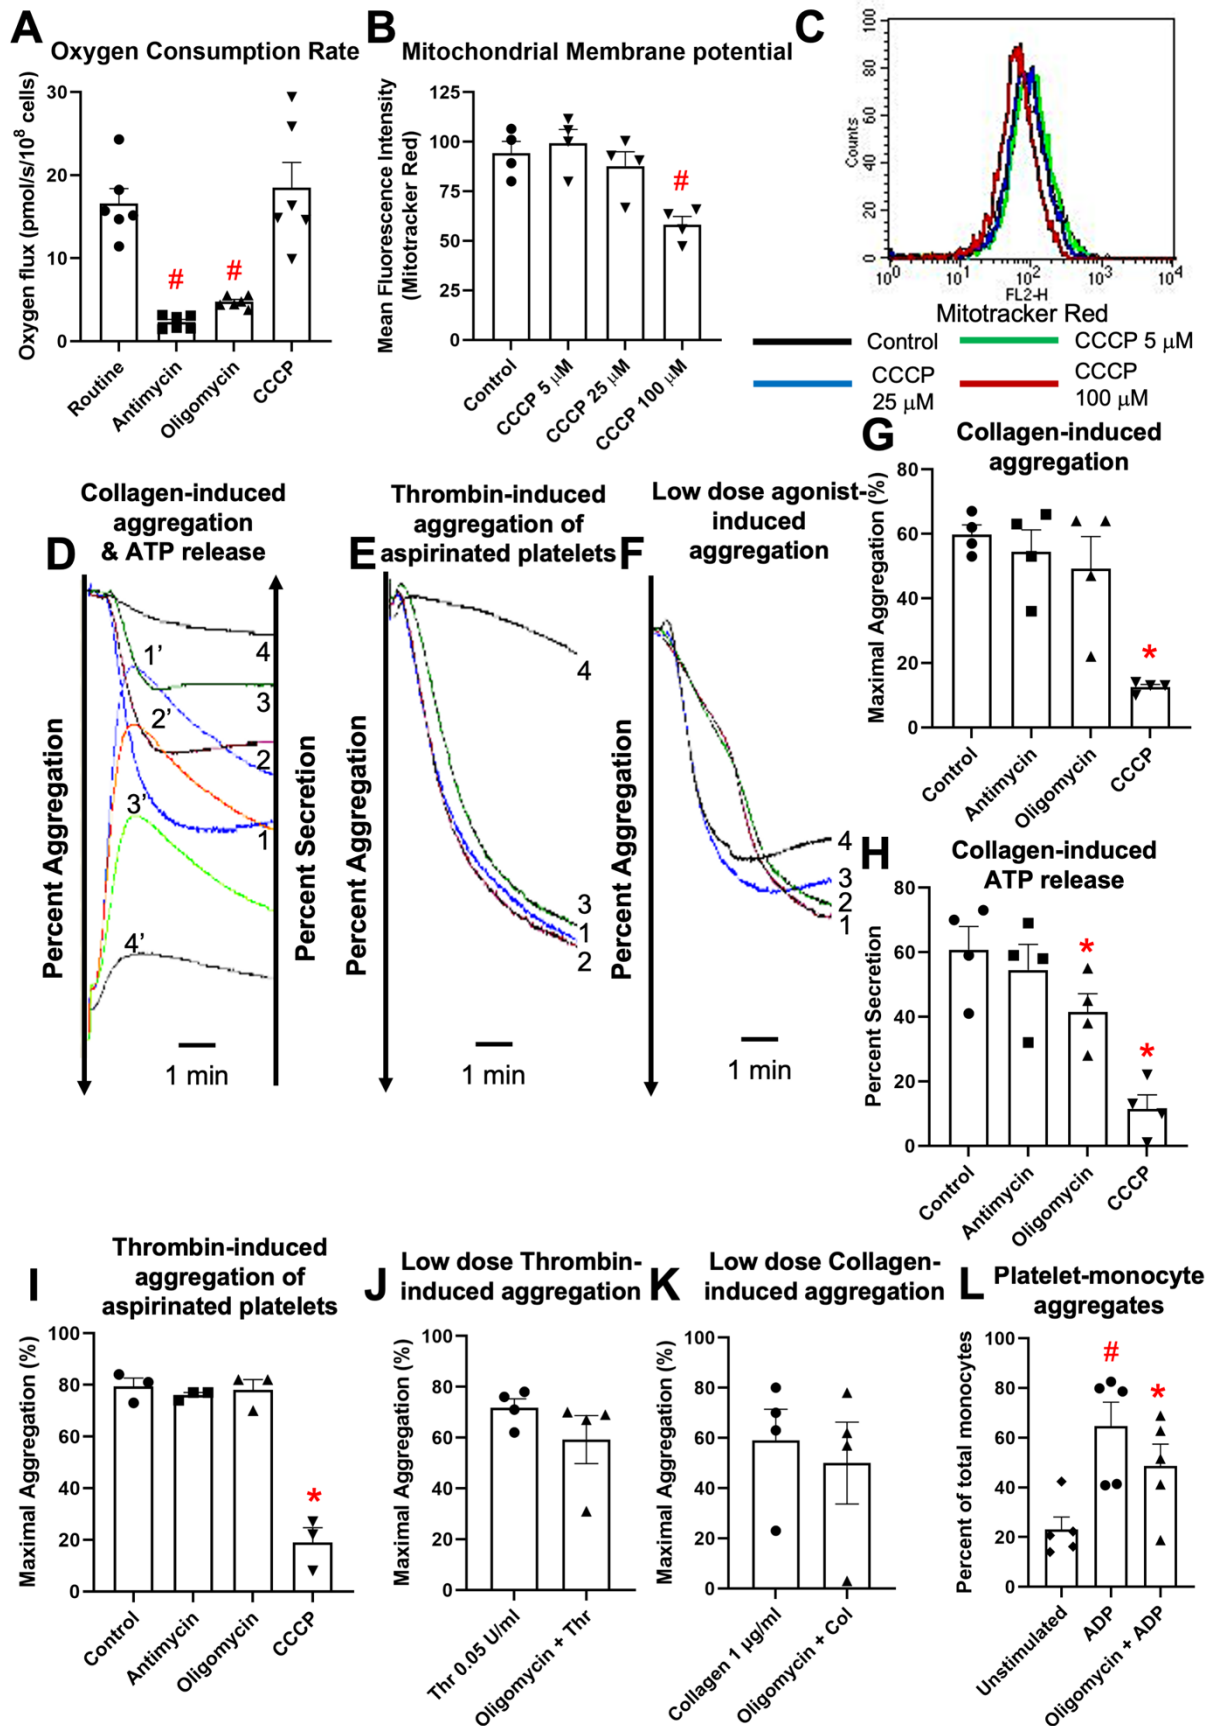 A
Oxygen Consumption Rate
Oxygen flux (pmol/s/10⁸ cells)
30
20
10
0
Routine
Antimycin
Oligomycin
CCCP
#
#
B
Mitochondrial Membrane potential
Mean Fluorescence Intensity
(Mitotracker Red)
125
100
75
50
25
0
Control
CCCP 5 µM
CCCP 25 µM
CCCP 100 µM
#
C
Counts
100
80
60
40
20
0
10⁰
10¹
10²
10³
10⁴
FL2-H
Mitotracker Red
Control
CCCP 5 µM
CCCP
25 µM
CCCP
100 µM
D
Collagen-induced
aggregation
& ATP release
Percent Aggregation
Percent Secretion
1'
2'
3'
4'
4
3
2
1
1 min
E
Thrombin-induced
aggregation of
aspirinated platelets
Percent Aggregation
4
3
1
2
1 min
F
Low dose agonist-
induced
aggregation
Percent Aggregation
4
3
2
1
1 min
G
Collagen-induced
aggregation
Maximal Aggregation (%)
80
60
40
20
0
Control
Antimycin
Oligomycin
CCCP
*
H
Collagen-induced
ATP release
Percent Secretion
80
60
40
20
0
Control
Antimycin
Oligomycin
CCCP
*
*
I
Thrombin-induced
aggregation of
aspirinated platelets
Maximal Aggregation (%)
100
80
60
40
20
0
Control
Antimycin
Oligomycin
CCCP
*
J
Low dose Thrombin-
induced aggregation
Maximal Aggregation (%)
100
80
60
40
20
0
Thr 0.05 U/ml
Oligomycin + Thr
K
Low dose Collagen-
induced aggregation
Maximal Aggregation (%)
100
80
60
40
20
0
Collagen 1 µg/ml
Oligomycin + Col
L
Platelet-monocyte
aggregates
Percent of total monocytes
100
80
60
40
20
0
Unstimulated
ADP
Oligomycin + ADP
#
*